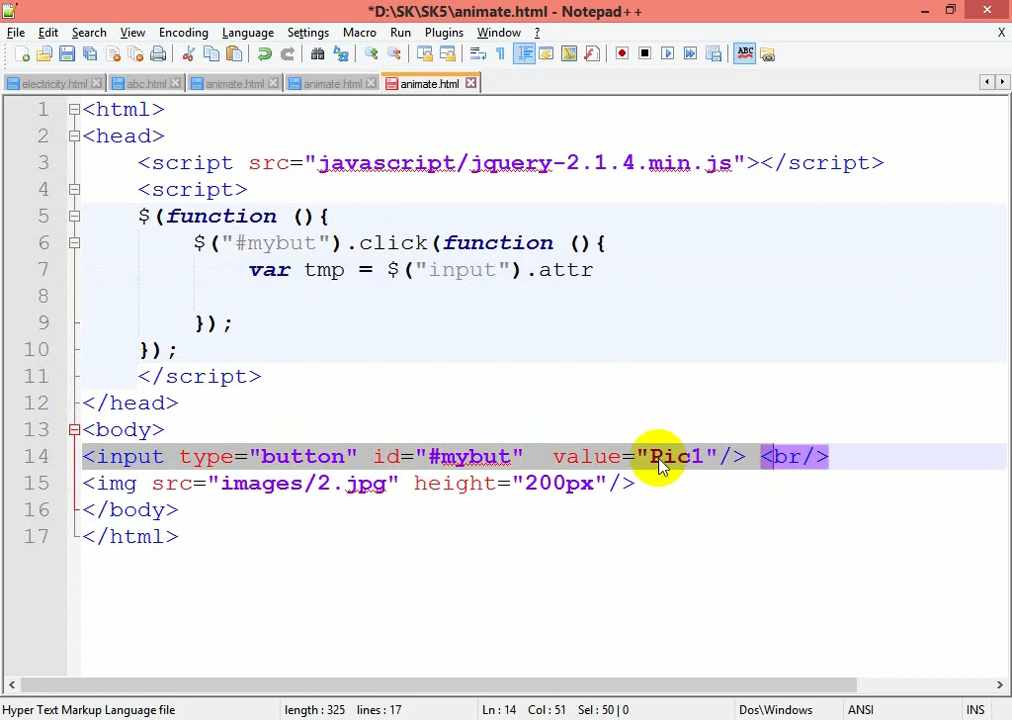 *D:\SK\SK5\animate.html - Notepad++
File Edit Search View Encoding Language Settings Macro Run Plugins Window ? X
electricity.html abc.html animate.html animate.html animate.html
1 <html>
2 <head>
3 <script src="javascript/jquery-2.1.4.min.js"></script>
4 <script>
5 $(function (){
6 $("#mybut").click(function (){
7 var tmp = $("input").attr
8
9 });
10 });
11 </script>
12 </head>
13 <body>
14 <input type="button" id="#mybut" value="Pic1"/> <br/>
15 <img src="images/2.jpg" height="200px"/>
16 </body>
17 </html>
Hyper Text Markup Language file length : 325 lines : 17 Ln : 14 Col : 51 Sel : 50 | 0 Dos\Windows ANSI INS